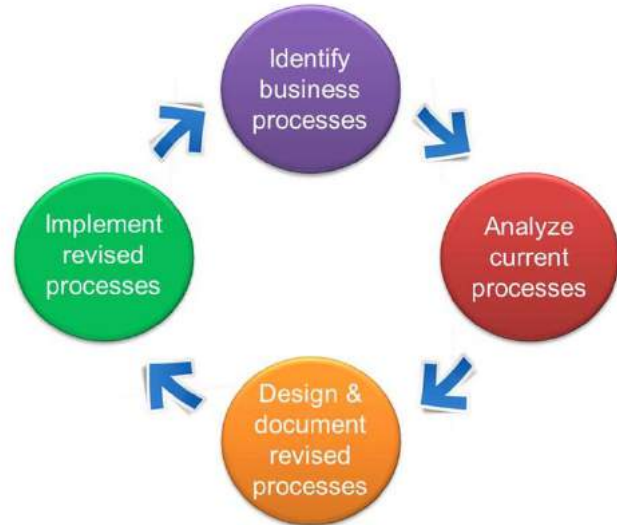 Identify
business
processes
Analyze
current
processes
Design &
document
revised
processes
Implement
revised
processes